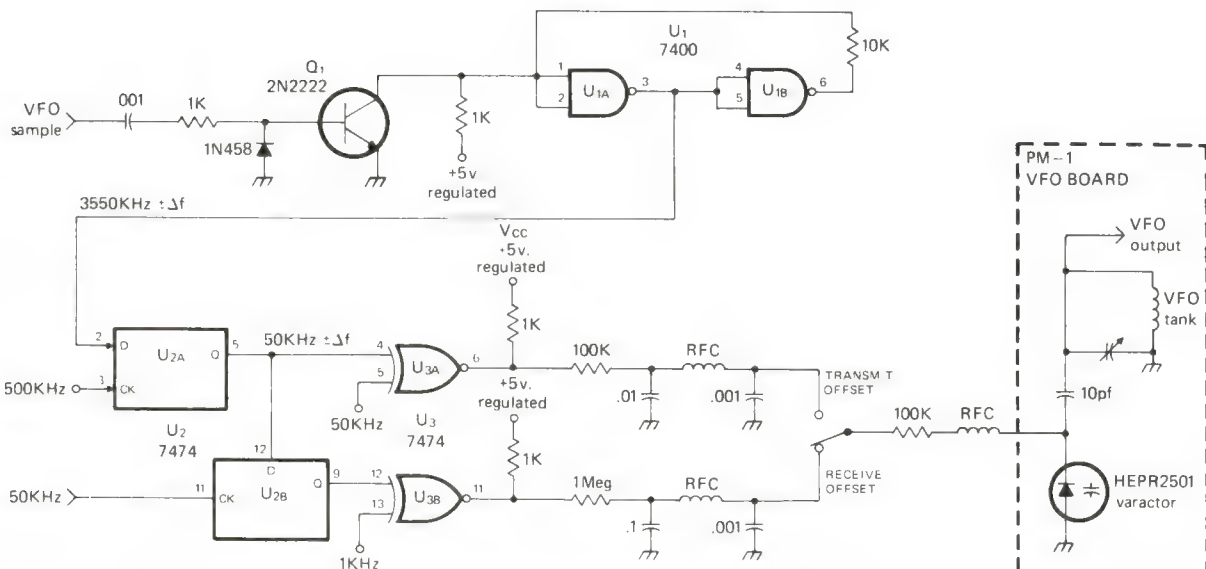 U1
7400
10K
Q1
2N2222
1
2
U1A
3
4
5
U1B
6
VFO
sample
001
1K
1N458
1K
+5v
regulated
PM-1
VFO BOARD
3550KHz ±Δf
Vcc
+5v.
regulated
VFO
output
VFO
tank
1K
2
D
U2A
Q
5
50KHz ±Δf
4
5
U3A
6
100K
RFC
500KHz
3
CK
+5v.
regulated
.01
.001
TRANSM T
OFFSET
10pf
50KHz
U2
7474
U3
7474
1K
100K
RFC
12
D
50KHz
11
CK
U2B
Q
9
12
13
U3B
11
1Meg
RFC
RECEIVE
OFFSET
HEPR2501
varactor
.1
.001
1KHz